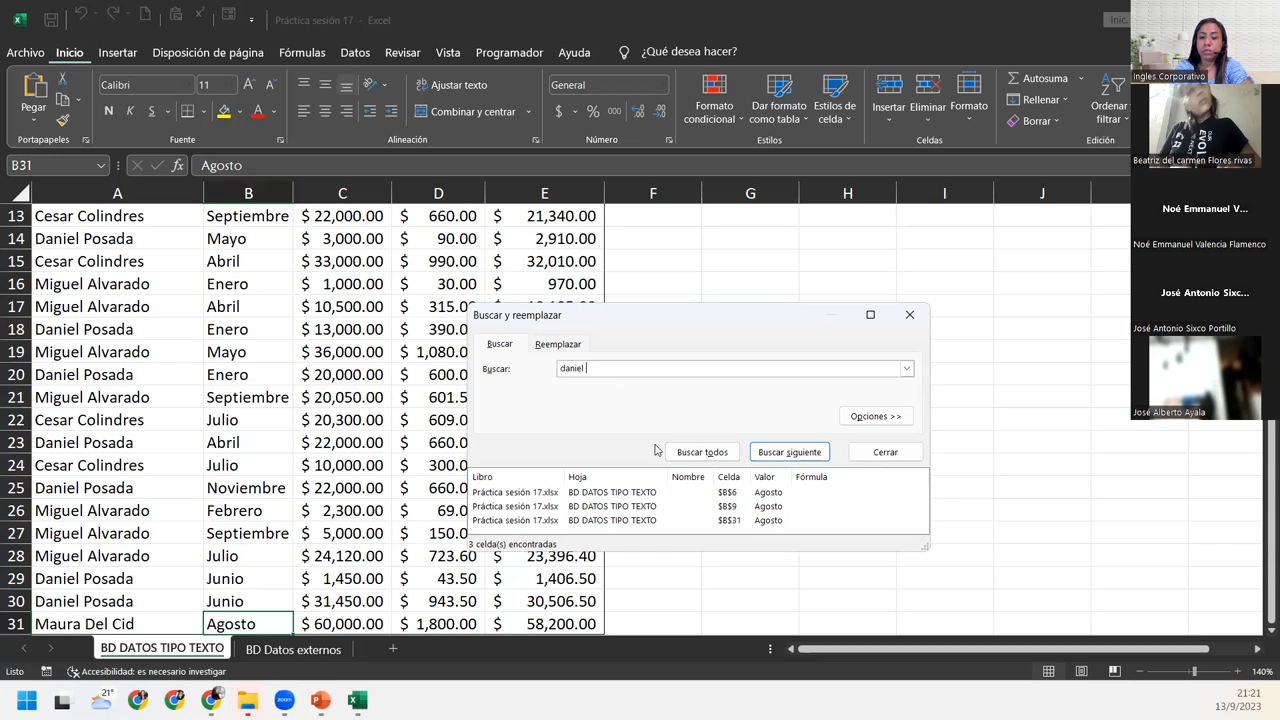 Práctica sesión 17 - Excel
Inic
Archivo Inicio Insertar Disposición de página Fórmulas Datos Revisar Vista Programador Ayuda ¿Qué desea hacer?
Pegar
Portapapeles
Calibri 11
N K S
Fuente
Ajustar texto
Combinar y centrar
Alineación
General
$ % 000
Número
Formato condicional
Dar formato como tabla
Estilos de celda
Estilos
Insertar
Eliminar
Formato
Celdas
Autosuma
Rellenar
Borrar
Ordenar
filtrar
Edición
B31
fx
Agosto
A B C D E F G H I J
13 Cesar Colindres Septiembre $ 22,000.00 $ 660.00 $ 21,340.00
14 Daniel Posada Mayo $ 3,000.00 $ 90.00 $ 2,910.00
15 Cesar Colindres Abril $ 33,000.00 $ 990.00 $ 32,010.00
16 Miguel Alvarado Enero $ 1,000.00 $ 30.00 $ 970.00
17 Miguel Alvarado Abril $ 10,500.00 $ 315.0
18 Daniel Posada Enero $ 13,000.00 $ 390.0
19 Miguel Alvarado Mayo $ 36,000.00 $ 1,080.0
20 Daniel Posada Enero $ 20,000.00 $ 600.0
21 Miguel Alvarado Septiembre $ 20,050.00 $ 601.5
22 Cesar Colindres Julio $ 20,300.00 $ 609.0
23 Daniel Posada Abril $ 22,000.00 $ 660.0
24 Cesar Colindres Julio $ 10,000.00 $ 300.0
25 Daniel Posada Noviembre $ 22,000.00 $ 660.0
26 Miguel Alvarado Febrero $ 2,300.00 $ 69.0
27 Miguel Alvarado Septiembre $ 5,000.00 $ 150.0
28 Miguel Alvarado Julio $ 24,120.00 $ 723.60 $ 23,396.40
29 Daniel Posada Junio $ 1,450.00 $ 43.50 $ 1,406.50
30 Daniel Posada Junio $ 31,450.00 $ 943.50 $ 30,506.50
31 Maura Del Cid Agosto $ 60,000.00 $ 1,800.00 $ 58,200.00
Buscar y reemplazar
Buscar Reemplazar
Buscar: daniel
Opciones >>
Buscar todos Buscar siguiente Cerrar
Libro Hoja Nombre Celda Valor Fórmula
Práctica sesión 17.xlsx BD DATOS TIPO TEXTO $B$6 Agosto
Práctica sesión 17.xlsx BD DATOS TIPO TEXTO $B$9 Agosto
Práctica sesión 17.xlsx BD DATOS TIPO TEXTO $B$31 Agosto
3 celda(s) encontradas
BD DATOS TIPO TEXTO BD Datos externos
Listo Accesibilidad: es necesario investigar 140%
21°
zoom
21:21
13/9/2023
Ingles Corporativo
Beatriz del carmen Flores rivas
Noé Emmanuel V...
Noé Emmanuel Valencia Flamenco
José Antonio Sixc...
José Antonio Sixco Portillo
José Alberto Ayala